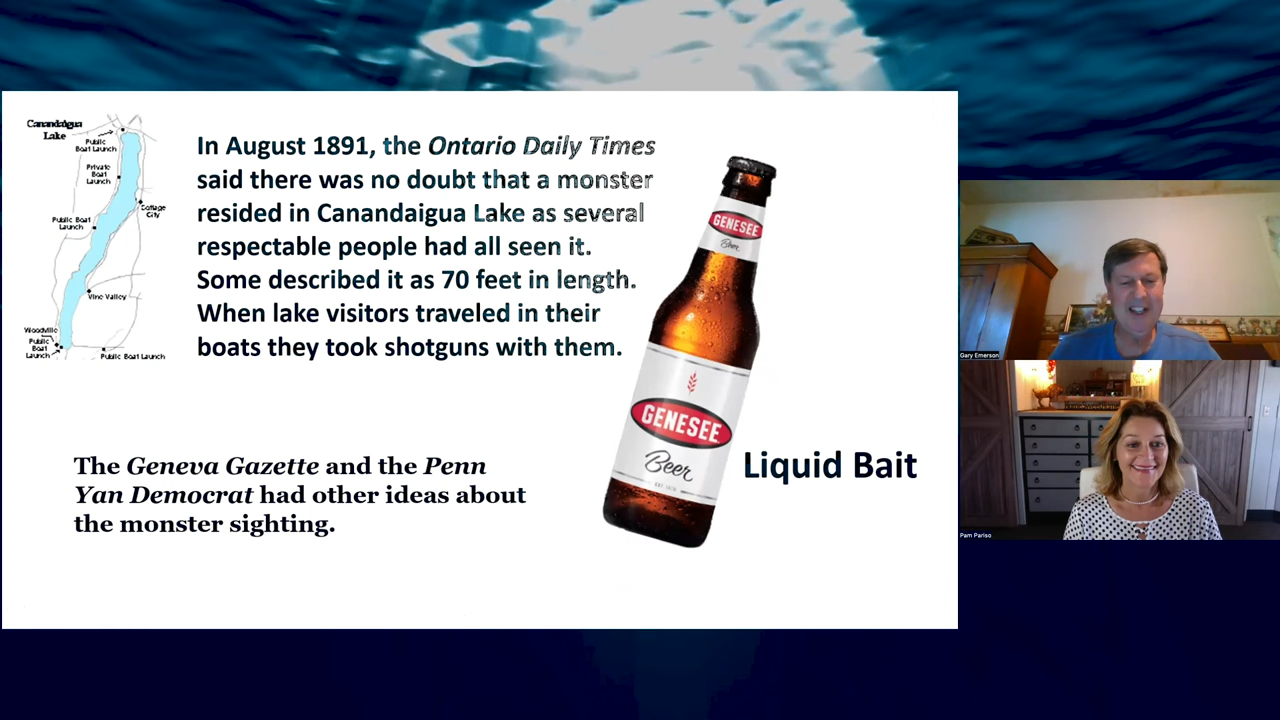 Canandaigua
Lake
Public
Boat Launch
Private
Boat
Launch
Cottage
City
Public Boat
Launch
Vine Valley
Woodville
Public
Boat
Launch
Public Boat Launch
In August 1891, the Ontario Daily Times
said there was no doubt that a monster
resided in Canandaigua Lake as several
respectable people had all seen it.
Some described it as 70 feet in length.
When lake visitors traveled in their
boats they took shotguns with them.
GENESEE
Beer
GENESEE
Beer
Liquid Bait
The Geneva Gazette and the Penn
Yan Democrat had other ideas about
the monster sighting.
Gary Emerson
Pam Pariso